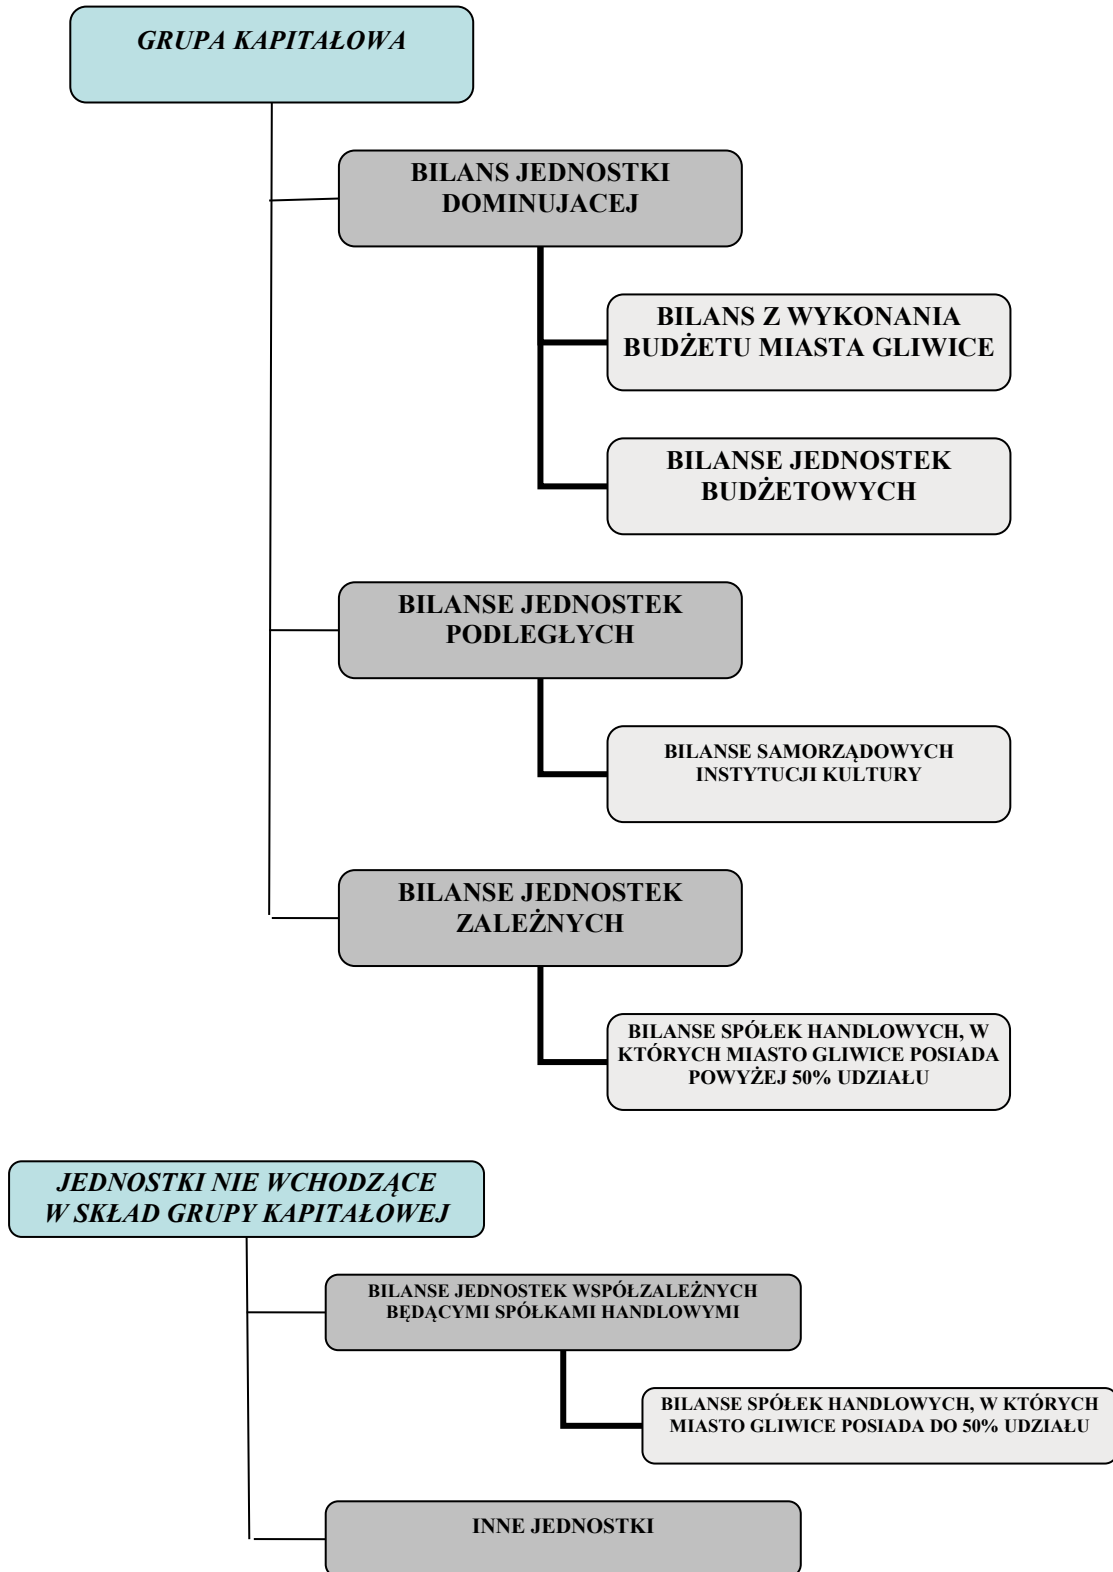 GRUPA KAPITAŁOWA
BILANS JEDNOSTKI
DOMINUJACEJ
BILANS Z WYKONANIA
BUDŻETU MIASTA GLIWICE
BILANSE JEDNOSTEK
BUDŻETOWYCH
BILANSE JEDNOSTEK
PODLEGŁYCH
BILANSE SAMORZĄDOWYCH
INSTYTUCJI KULTURY
BILANSE JEDNOSTEK
ZALEŻNYCH
BILANSE SPÓŁEK HANDLOWYCH, W
KTÓRYCH MIASTO GLIWICE POSIADA
POWYŻEJ 50% UDZIAŁU
JEDNOSTKI NIE WCHODZĄCE
W SKŁAD GRUPY KAPITAŁOWEJ
BILANSE JEDNOSTEK WSPÓŁZALEŻNYCH
BĘDĄCYMI SPÓŁKAMI HANDLOWYMI
BILANSE SPÓŁEK HANDLOWYCH, W KTÓRYCH
MIASTO GLIWICE POSIADA DO 50% UDZIAŁU
INNE JEDNOSTKI